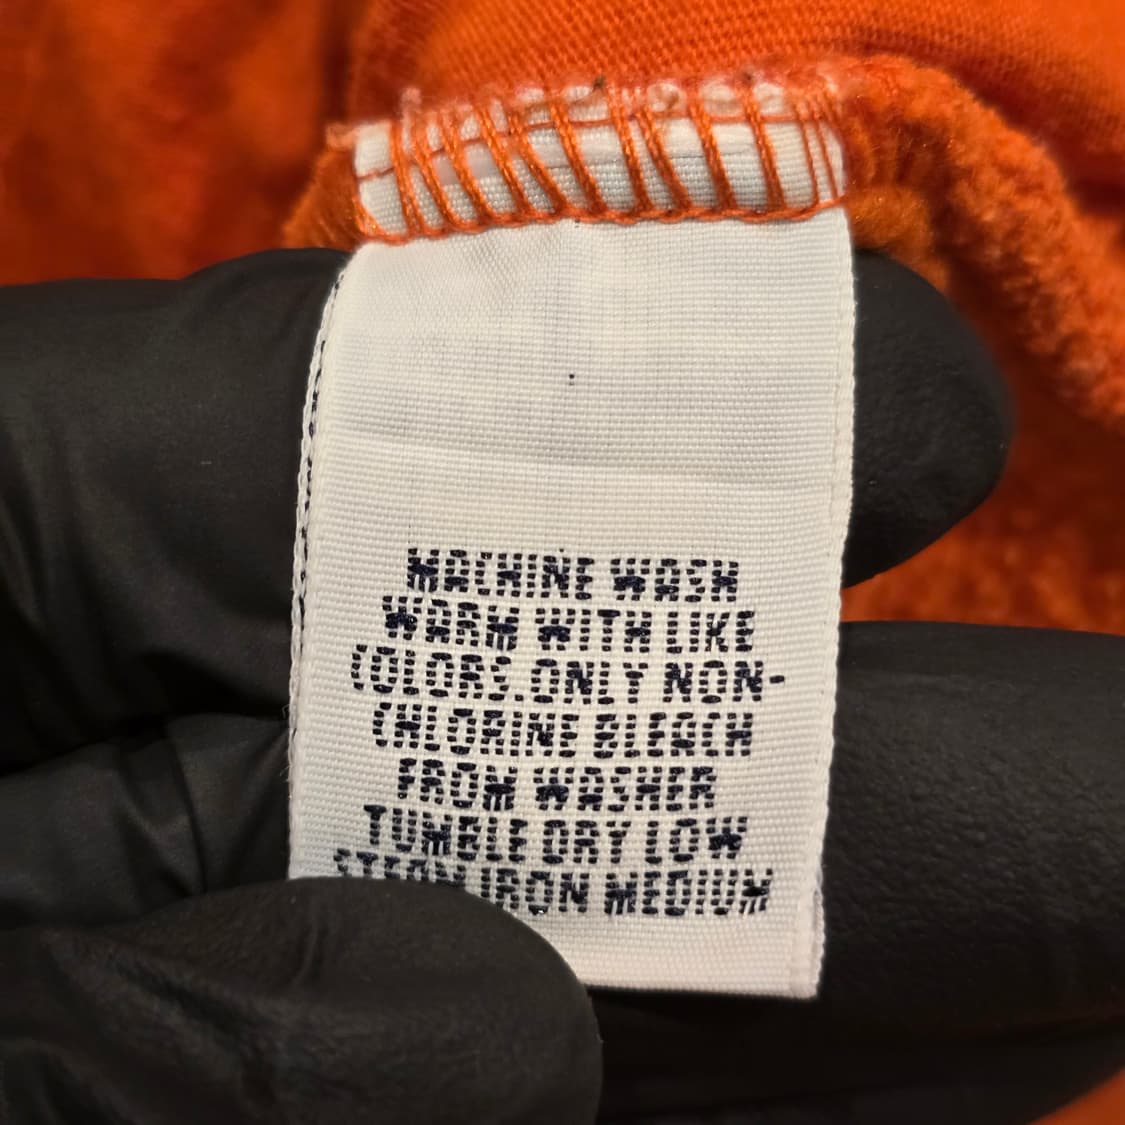 MACHINE WASH
WARM WITH LIKE
COLORS.ONLY NON-
CHLORINE BLEACH
FROM WASHER
TUMBLE DRY LOW
STEAM IRON MEDIUM